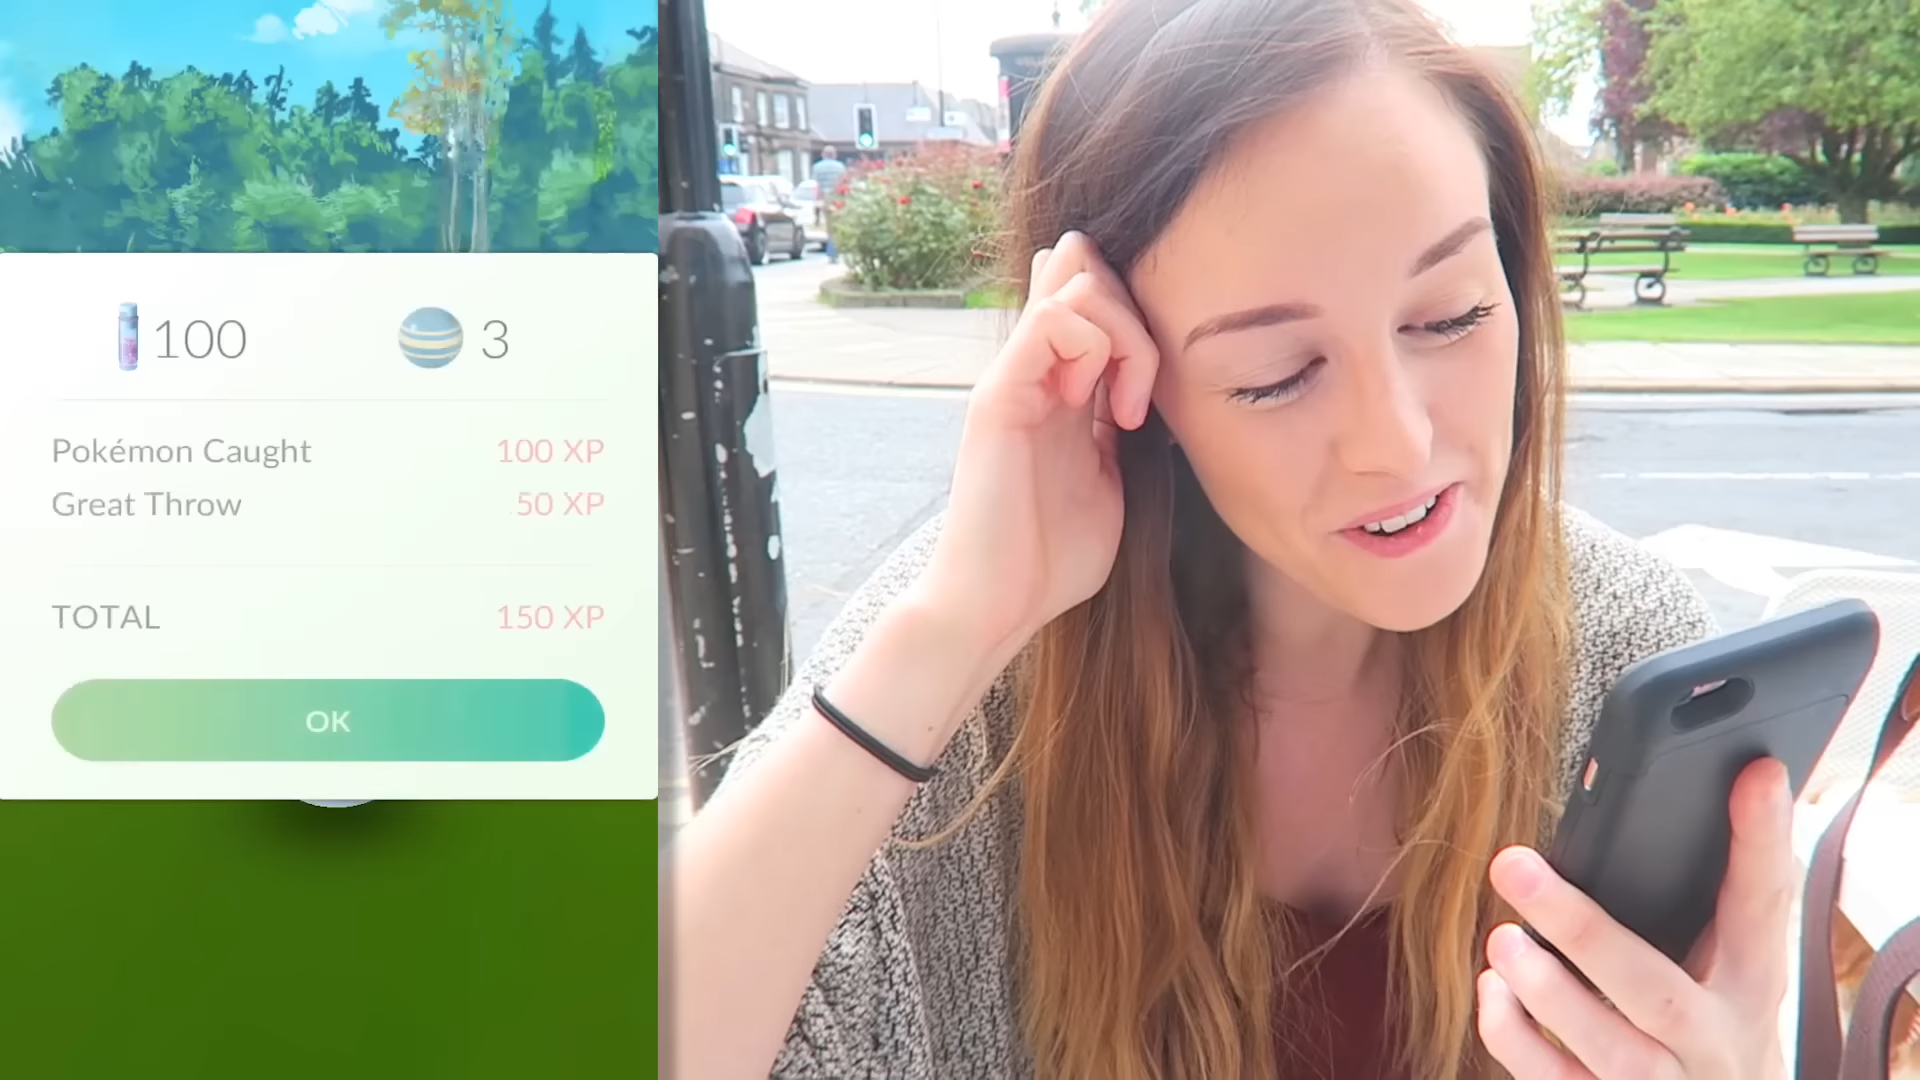 100 3
Pokémon Caught 100 XP
Great Throw 50 XP
TOTAL 150 XP
OK